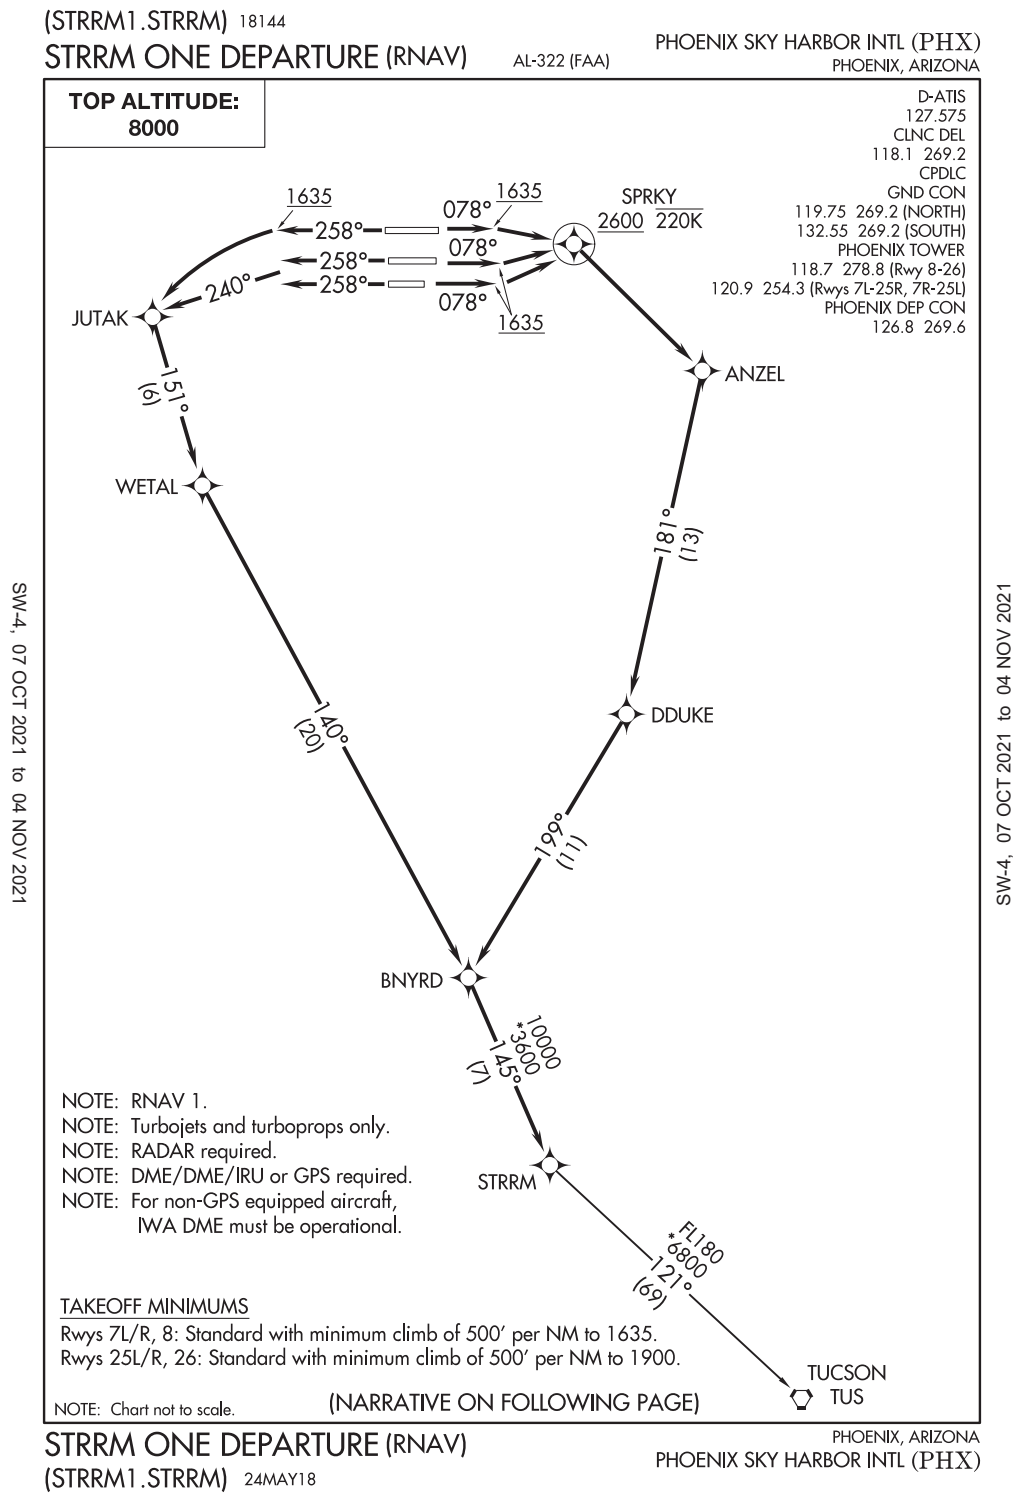 (STRRM1.STRRM) 18144
STRRM ONE DEPARTURE (RNAV)
AL-322 (FAA)
PHOENIX SKY HARBOR INTL (PHX)
PHOENIX, ARIZONA
TOP ALTITUDE:
8000
D-ATIS
127.575
CLNC DEL
118.1 269.2
CPDLC
GND CON
119.75 269.2 (NORTH)
132.55 269.2 (SOUTH)
PHOENIX TOWER
118.7 278.8 (Rwy 8-26)
120.9 254.3 (Rwys 7L-25R, 7R-25L)
PHOENIX DEP CON
126.8 269.6
1635
258°
078°
1635
SPRKY
2600 220K
258°
078°
240°
258°
078°
1635
JUTAK
ANZEL
151°
(6)
WETAL
181°
(13)
140°
(20)
DDUKE
199°
(11)
BNYRD
10000
*3600
145°
(7)
STRRM
FL180
*6800
121°
(69)
TUCSON
TUS
NOTE: RNAV 1.
NOTE: Turbojets and turboprops only.
NOTE: RADAR required.
NOTE: DME/DME/IRU or GPS required.
NOTE: For non-GPS equipped aircraft,
IWA DME must be operational.
TAKEOFF MINIMUMS
Rwys 7L/R, 8: Standard with minimum climb of 500' per NM to 1635.
Rwys 25L/R, 26: Standard with minimum climb of 500' per NM to 1900.
NOTE: Chart not to scale.
(NARRATIVE ON FOLLOWING PAGE)
SW-4, 07 OCT 2021 to 04 NOV 2021
SW-4, 07 OCT 2021 to 04 NOV 2021
STRRM ONE DEPARTURE (RNAV)
(STRRM1.STRRM) 24MAY18
PHOENIX, ARIZONA
PHOENIX SKY HARBOR INTL (PHX)